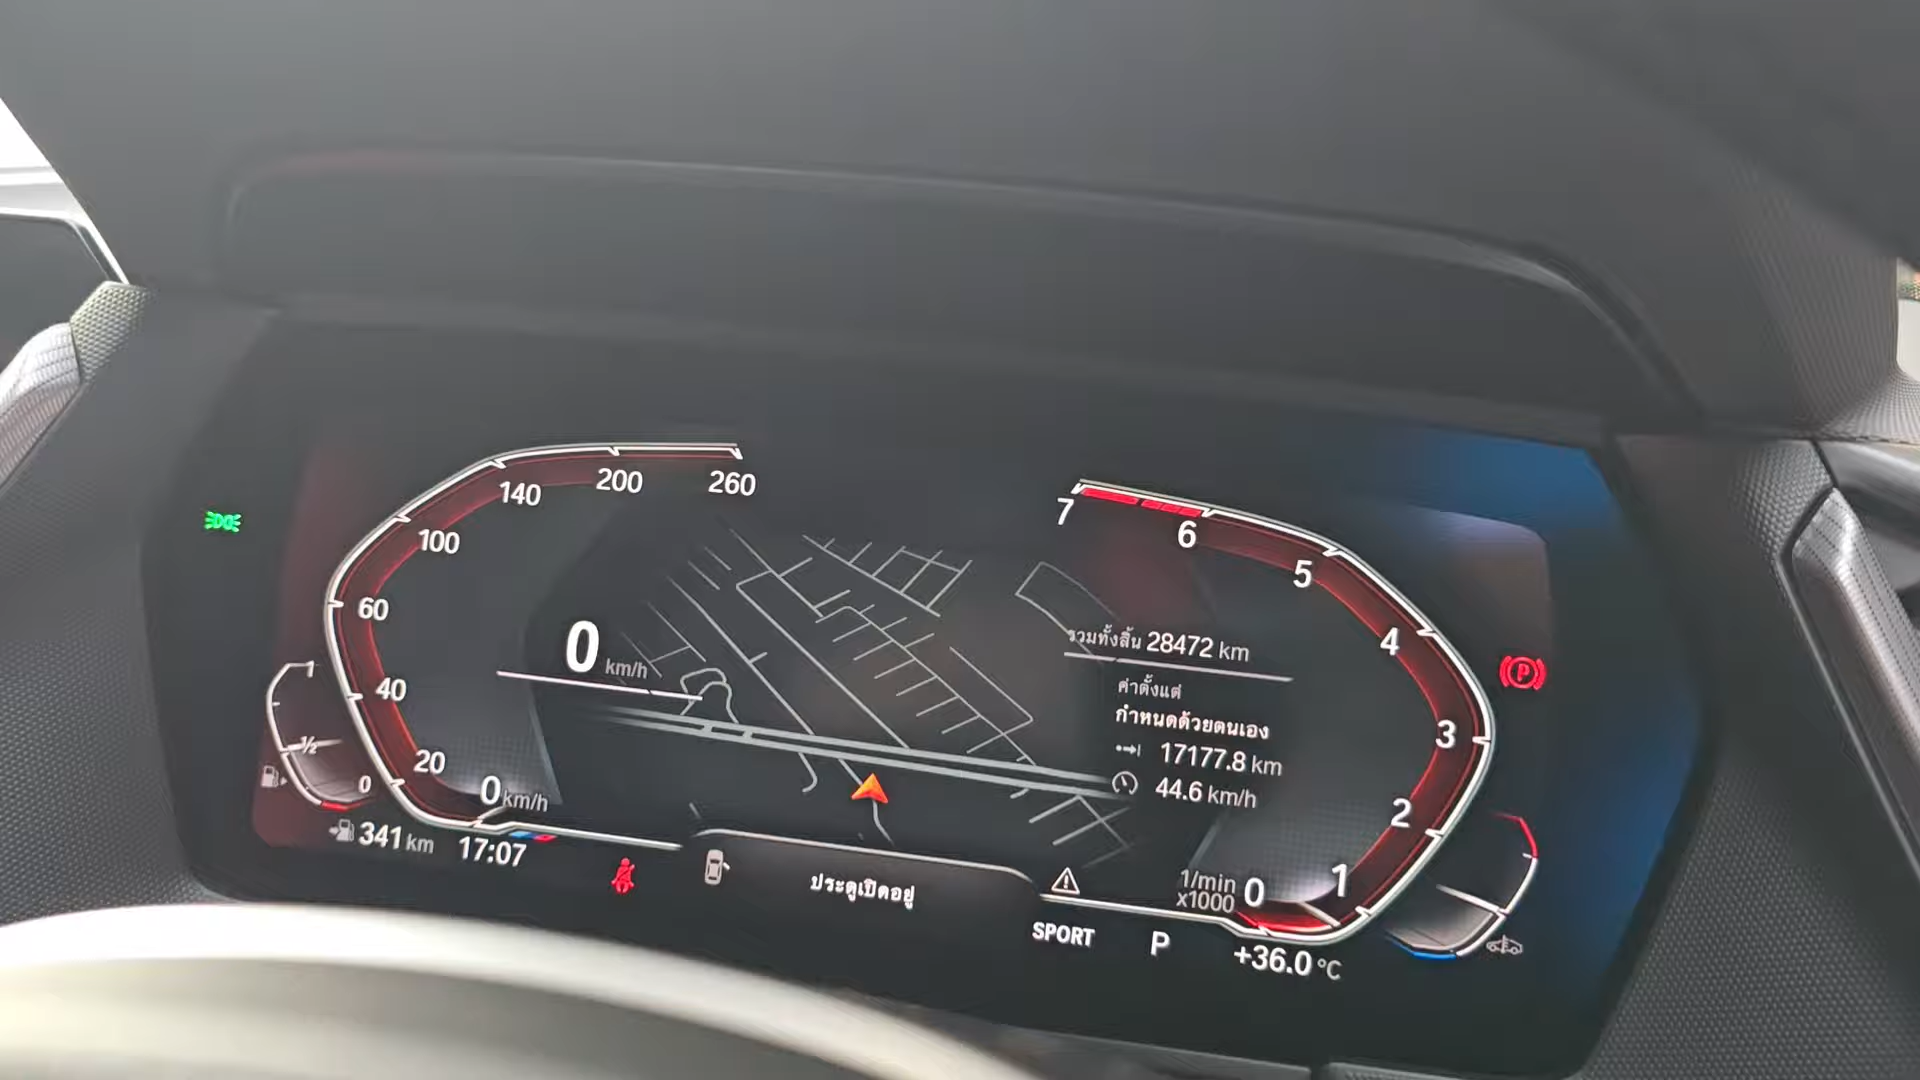 260
200
140
100
60
40
20
0 km/h
0 km/h
1
1/2
0
341 km
17:07
7
6
5
4
3
2
1
0
1/min
x1000
รวมทั้งสิ้น 28472 km
ค่าตั้งแต่
กำหนดด้วยตนเอง
17177.8 km
44.6 km/h
P
ประตูเปิดอยู่
SPORT
P
+36.0 °C